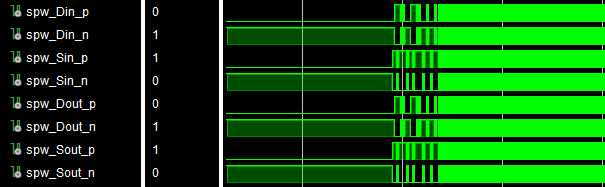 spw_Din_p 0
spw_Din_n 1
spw_Sin_p 1
spw_Sin_n 0
spw_Dout_p 0
spw_Dout_n 1
spw_Sout_p 1
spw_Sout_n 0